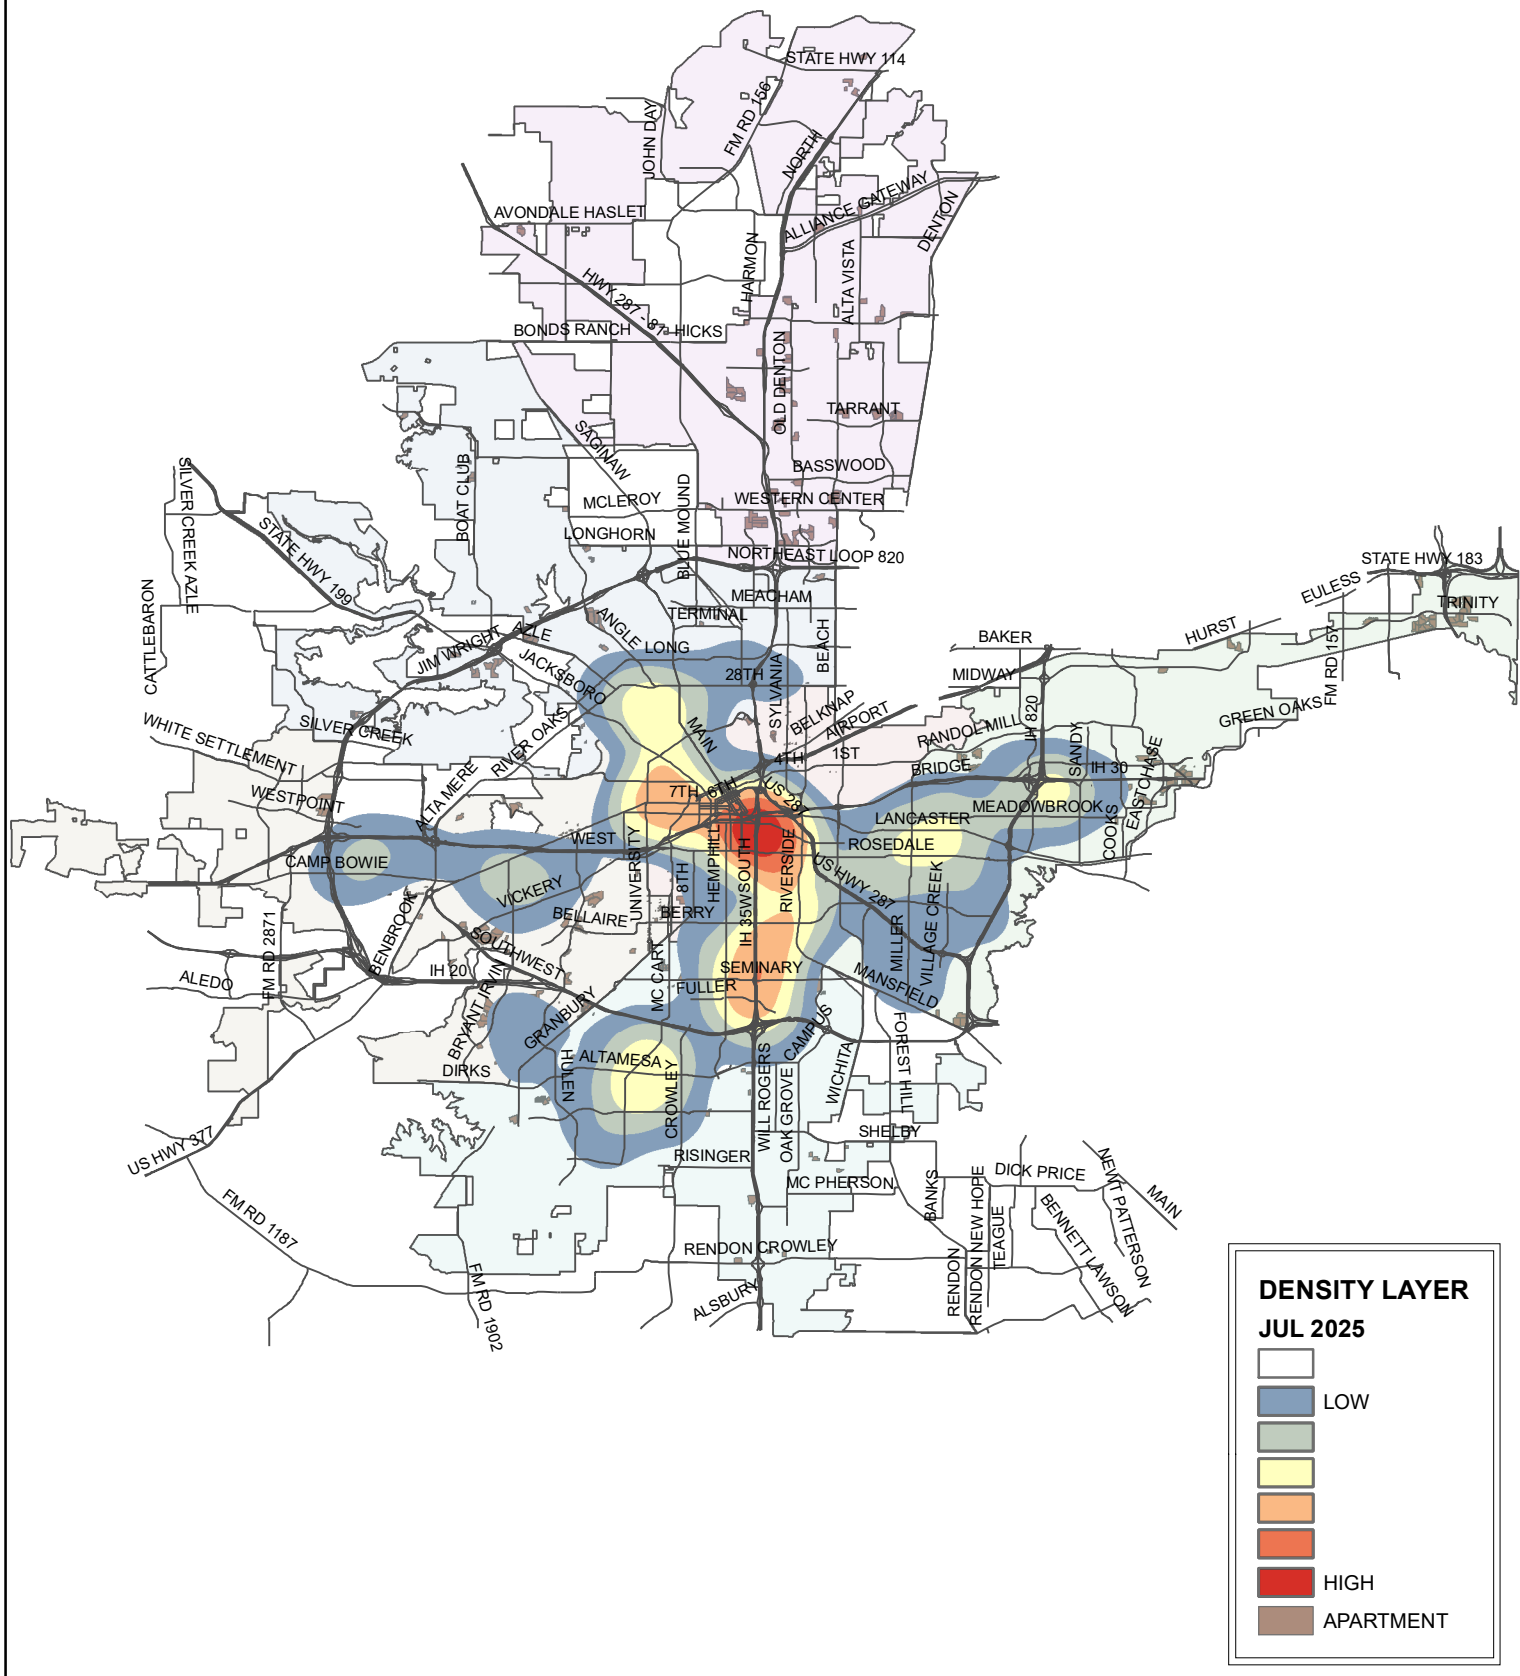 STATE HWY 114
JOHN DAY
FM RD 156
NORTH
ALLIANCE GATEWAY
AVONDALE HASLET
DENTON
HARMON
ALTA VISTA
HWY 287 - 81
BONDS RANCH
HICKS
OLD DENTON
TARRANT
SAGINAW
BASSWOOD
BOAT CLUB
SILVER CREEK AZLE
MCLEROY
BLUE MOUND
WESTERN CENTER
STATE HWY 199
LONGHORN
NORTHEAST LOOP 820
STATE HWY 183
EULESS
TRINITY
CATTLEBARON
MEACHAM
TERMINAL
ANGLE
AZLE
JIM WRIGHT
LONG
BEACH
BAKER
HURST
FM RD 157
JACKSBORO
28TH
SYLVANIA
MIDWAY
WHITE SETTLEMENT
SILVER CREEK
RIVER OAKS
MAIN
BELKNAP
AIRPORT
RANDOL MILL
IH 820
GREEN OAKS
SANDY
EASTCHASE
4TH
1ST
BRIDGE
IH 30
WESTPOINT
ALTA MERE
7TH
6TH
US 287
MEADOWBROOK
LANCASTER
COOKS
WEST
ROSEDALE
CAMP BOWIE
UNIVERSITY
HEMPHILL
RIVERSIDE
US HWY 287
VICKERY
8TH
IH 35W SOUTH
BELLAIRE
BERRY
BENBROOK
MILLER
VILLAGE CREEK
FM RD 2871
SOUTHWEST
IH 20
MC CART
SEMINARY
MANSFIELD
ALEDO
BRYANT IRVIN
FULLER
GRANBURY
CAMPUS
FOREST HILL
ALTAMESA
DIRKS
HULEN
CROWLEY
WILL ROGERS
OAK GROVE
WICHITA
SHELBY
US HWY 377
RISINGER
DICK PRICE
NEWT PATTERSON
MAIN
MC PHERSON
BANKS
RENDON NEW HOPE
TEAGUE
BENNETT LAWSON
FM RD 1187
RENDON CROWLEY
RENDON
FM RD 1902
ALSBURY
DENSITY LAYER
JUL 2025
LOW
HIGH
APARTMENT